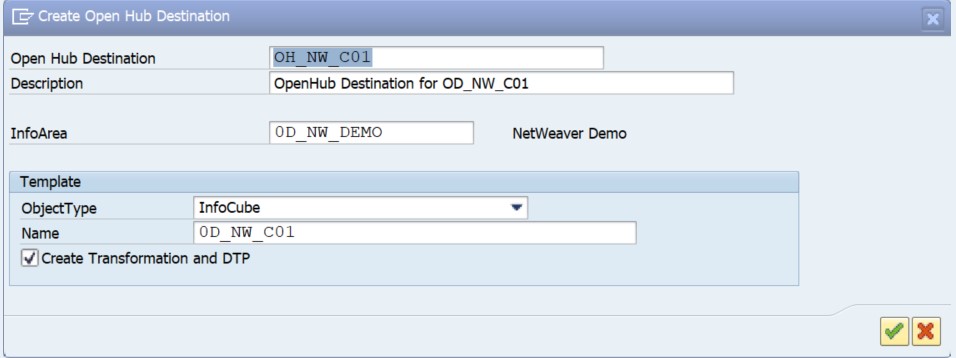 Create Open Hub Destination
Open Hub Destination OH_NW_C01
Description OpenHub Destination for OD_NW_C01
InfoArea 0D_NW_DEMO NetWeaver Demo
Template
ObjectType InfoCube
Name 0D_NW_C01
Create Transformation and DTP